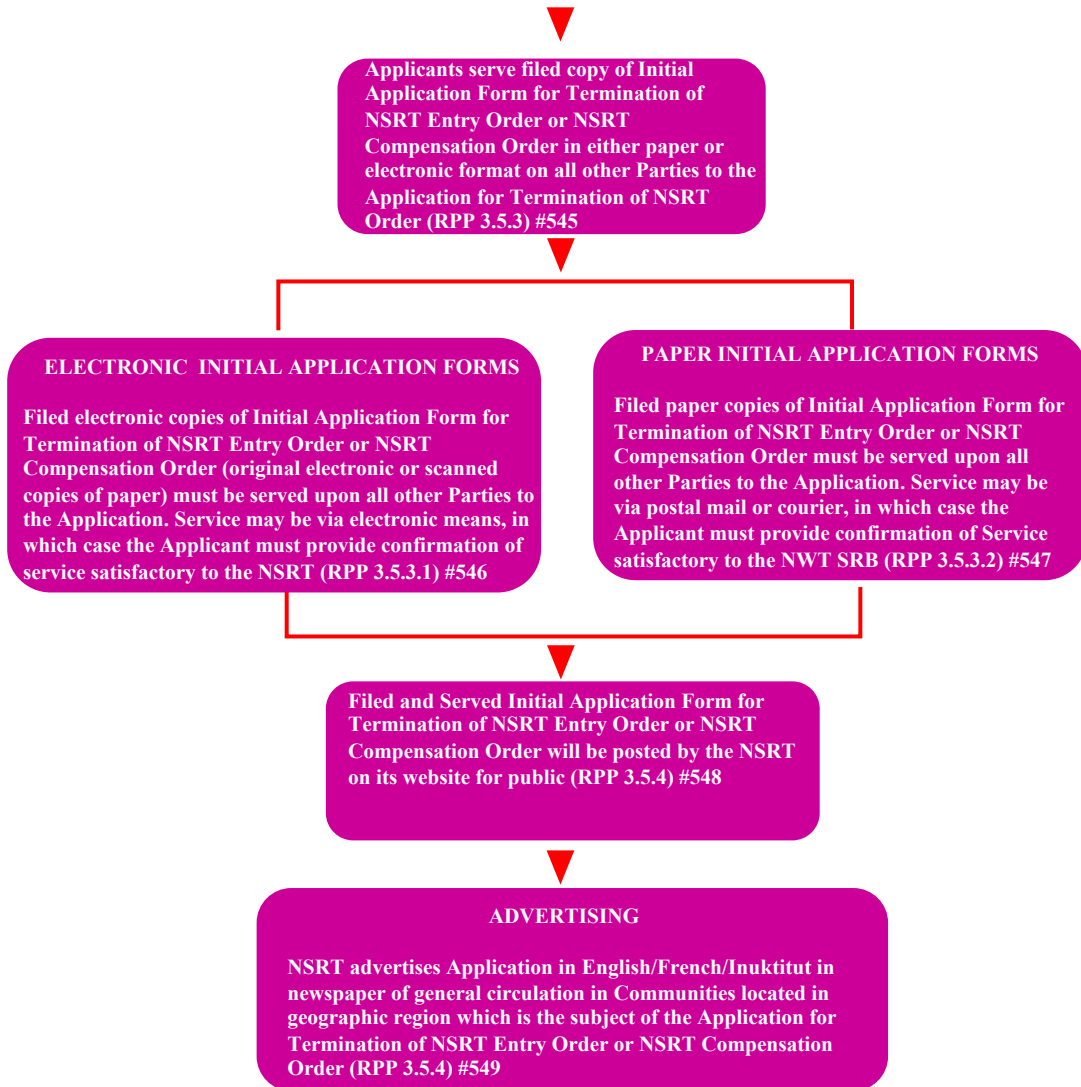 Applicants serve filed copy of Initial
Application Form for Termination of
NSRT Entry Order or NSRT
Compensation Order in either paper or
electronic format on all other Parties to the
Application for Termination of NSRT
Order (RPP 3.5.3) #545
ELECTRONIC INITIAL APPLICATION FORMS
Filed electronic copies of Initial Application Form for
Termination of NSRT Entry Order or NSRT
Compensation Order (original electronic or scanned
copies of paper) must be served upon all other Parties to
the Application. Service may be via electronic means, in
which case the Applicant must provide confirmation of
service satisfactory to the NSRT (RPP 3.5.3.1) #546
PAPER INITIAL APPLICATION FORMS
Filed paper copies of Initial Application Form for
Termination of NSRT Entry Order or NSRT
Compensation Order must be served upon all
other Parties to the Application. Service may be
via postal mail or courier, in which case the
Applicant must provide confirmation of Service
satisfactory to the NWT SRB (RPP 3.5.3.2) #547
Filed and Served Initial Application Form for
Termination of NSRT Entry Order or NSRT
Compensation Order will be posted by the NSRT
on its website for public (RPP 3.5.4) #548
ADVERTISING
NSRT advertises Application in English/French/Inuktitut in
newspaper of general circulation in Communities located in
geographic region which is the subject of the Application for
Termination of NSRT Entry Order or NSRT Compensation
Order (RPP 3.5.4) #549